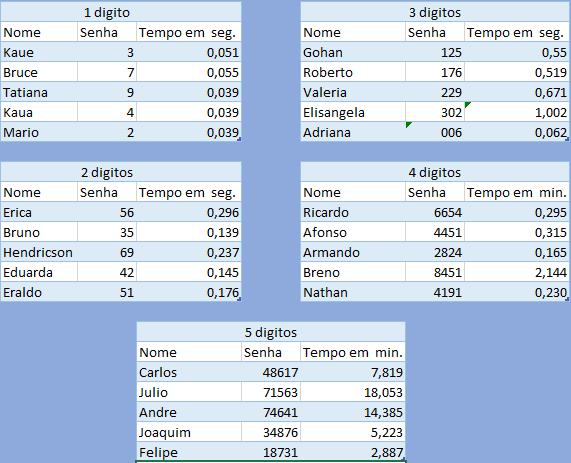 1 digito
Nome Senha Tempo em seg.
Kaue 3 0,051
Bruce 7 0,055
Tatiana 9 0,039
Kaua 4 0,039
Mario 2 0,039
3 digitos
Nome Senha Tempo em seg.
Gohan 125 0,55
Roberto 176 0,519
Valeria 229 0,671
Elisangela 302 1,002
Adriana 006 0,062
2 digitos
Nome Senha Tempo em seg.
Erica 56 0,296
Bruno 35 0,139
Hendricson 69 0,237
Eduarda 42 0,145
Eraldo 51 0,176
4 digitos
Nome Senha Tempo em min.
Ricardo 6654 0,295
Afonso 4451 0,315
Armando 2824 0,165
Breno 8451 2,144
Nathan 4191 0,230
5 digitos
Nome Senha Tempo em min.
Carlos 48617 7,819
Julio 71563 18,053
Andre 74641 14,385
Joaquim 34876 5,223
Felipe 18731 2,887